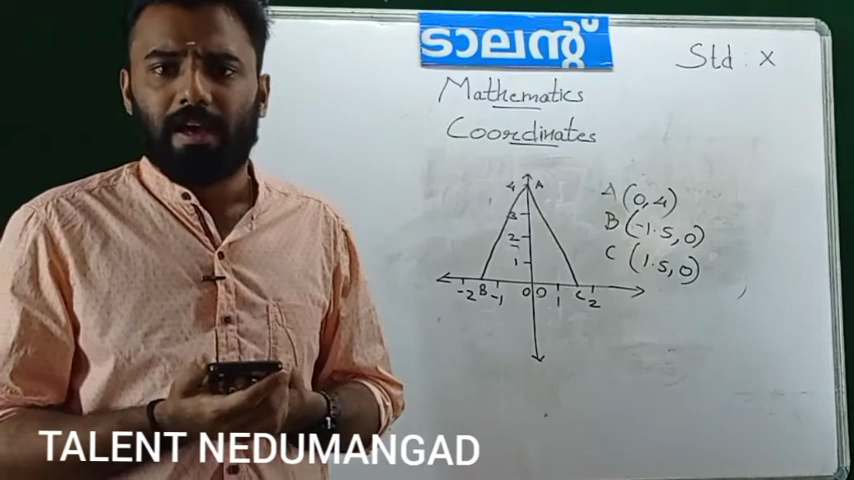 ടാലന്റ്
Std : X
Mathematics
Coordinates
4 A
3
2
1
-2 B -1 0 0 1 C 2
A (0, 4)
B (-1.5, 0)
C (1.5, 0)
TALENT NEDUMANGAD